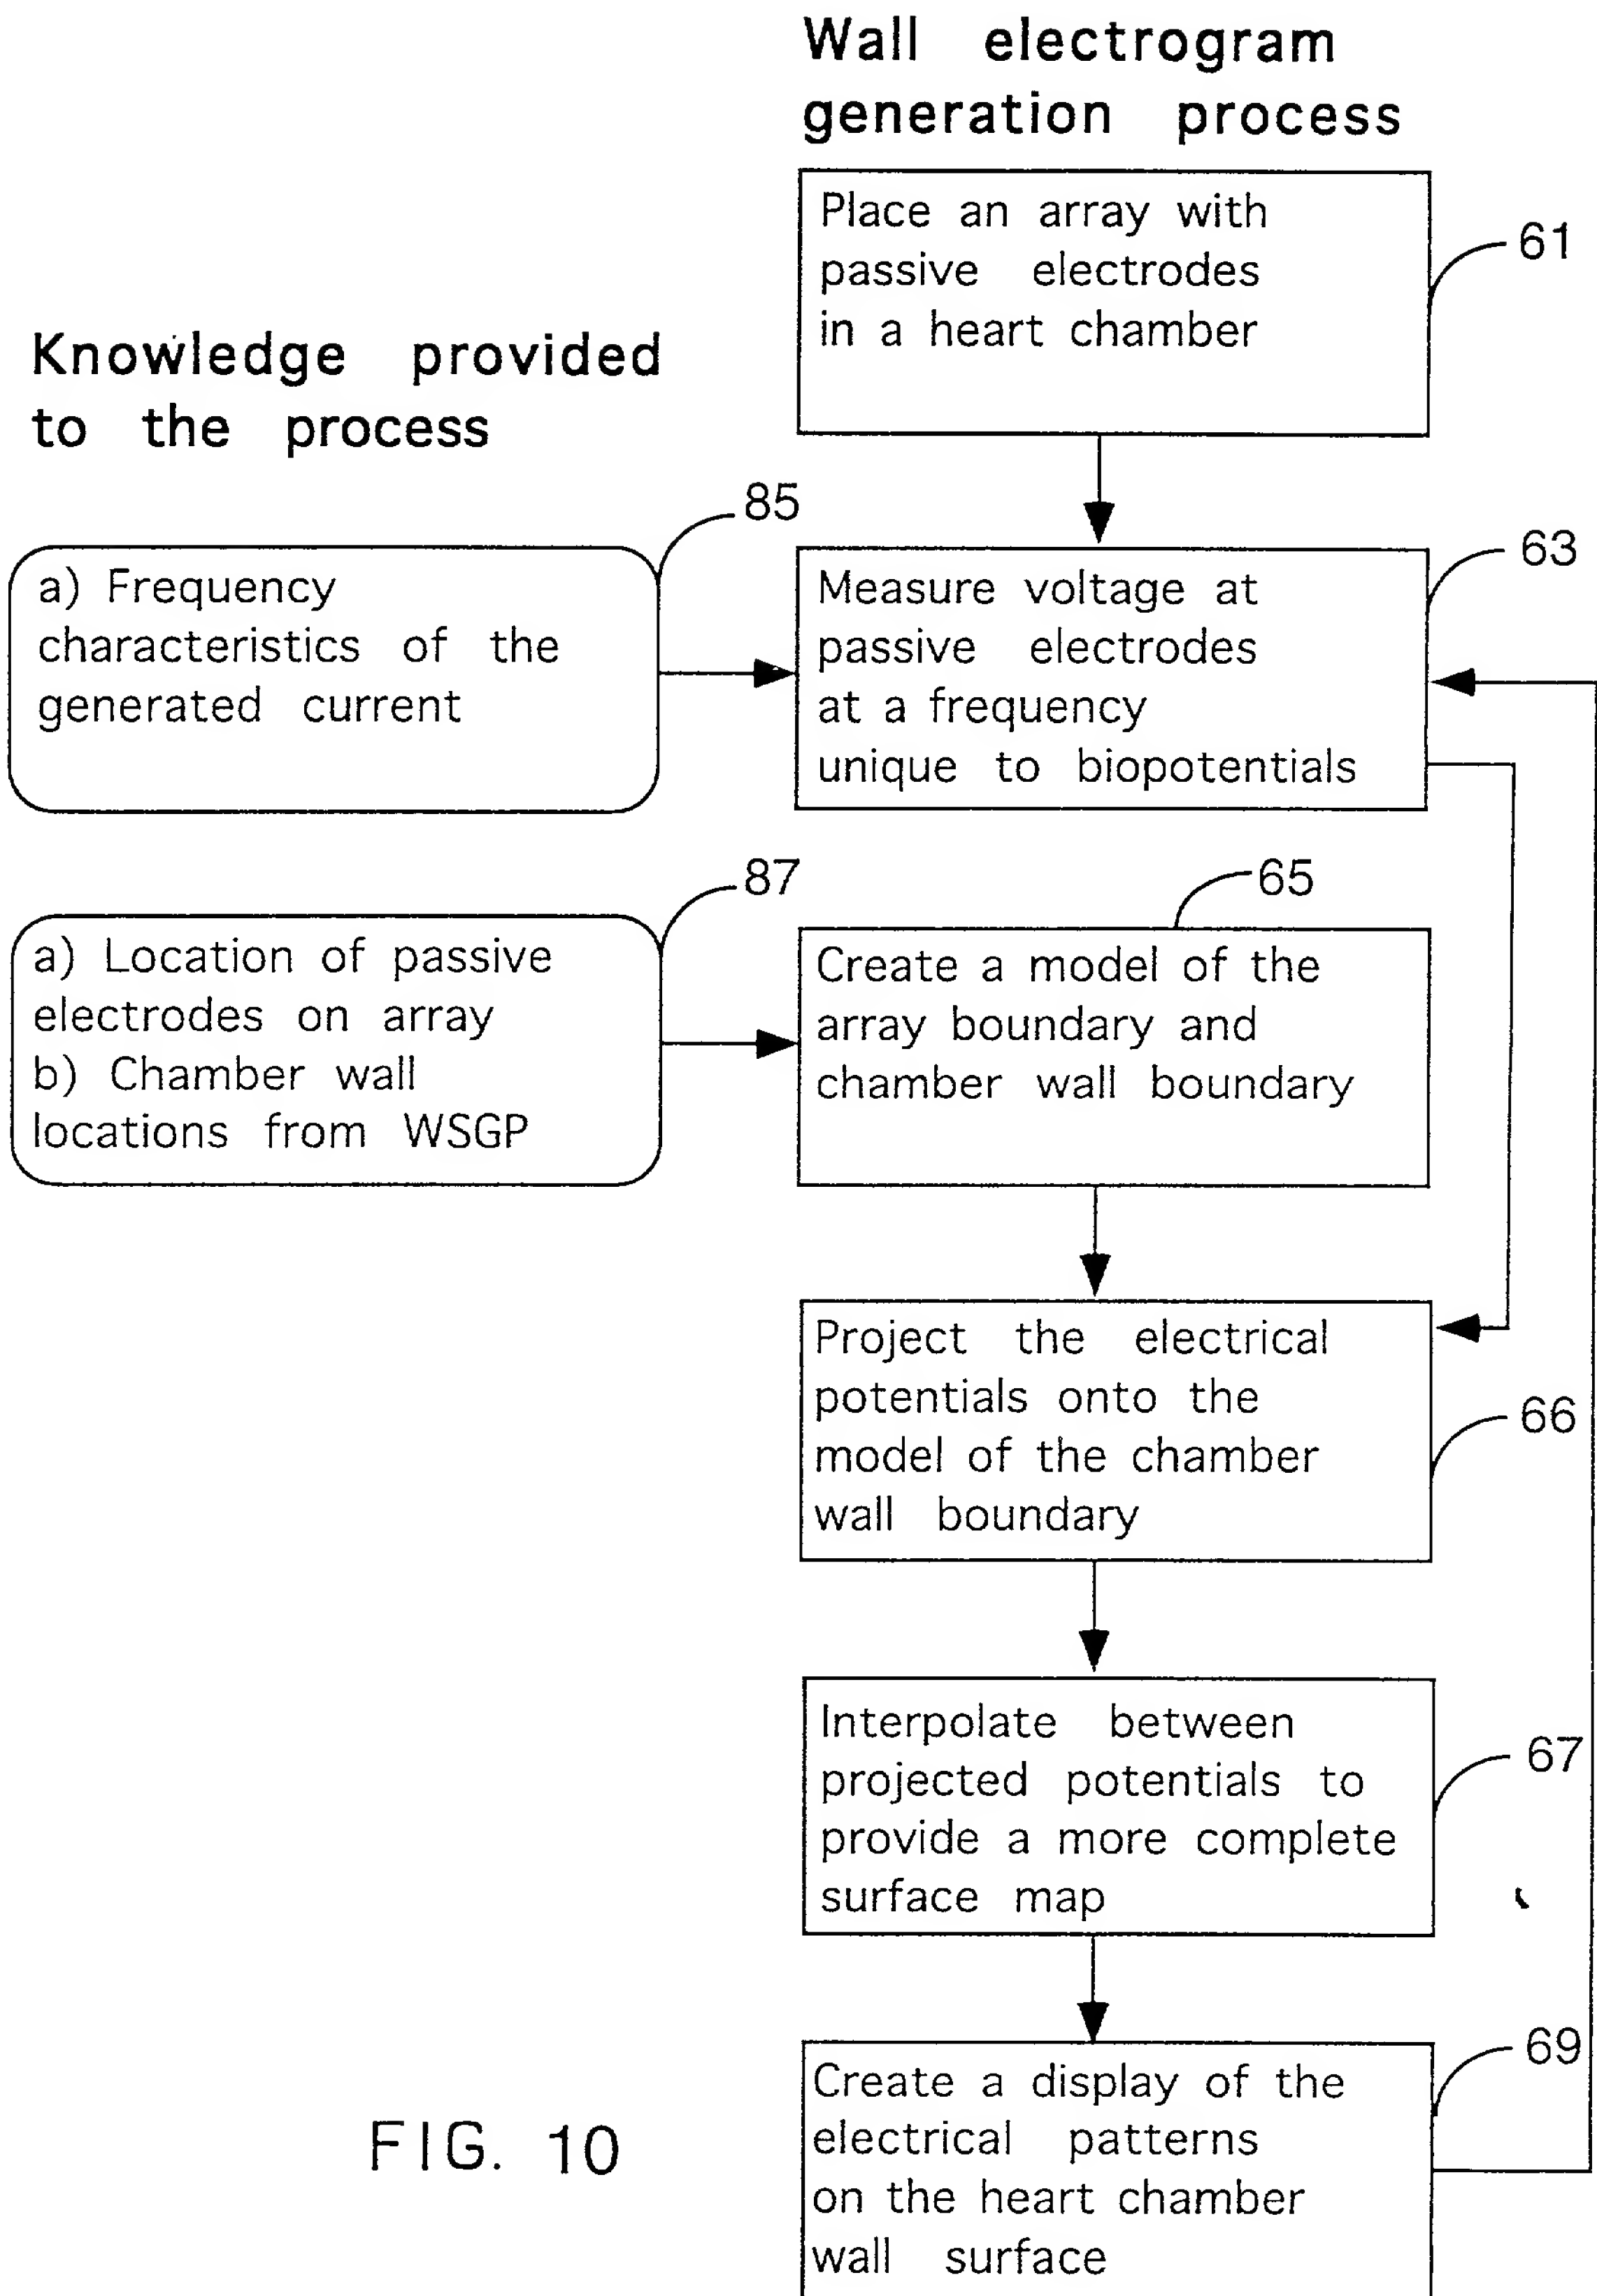 Wall electrogram
generation process
Place an array with
passive electrodes
in a heart chamber
61
Knowledge provided
to the process
85
a) Frequency
characteristics of the
generated current
63
Measure voltage at
passive electrodes
at a frequency
unique to biopotentials
87
a) Location of passive
electrodes on array
b) Chamber wall
locations from WSGP
65
Create a model of the
array boundary and
chamber wall boundary
Project the electrical
potentials onto the
model of the chamber
wall boundary
66
Interpolate between
projected potentials to
provide a more complete
surface map
67
Create a display of the
electrical patterns
on the heart chamber
wall surface
69
FIG. 10